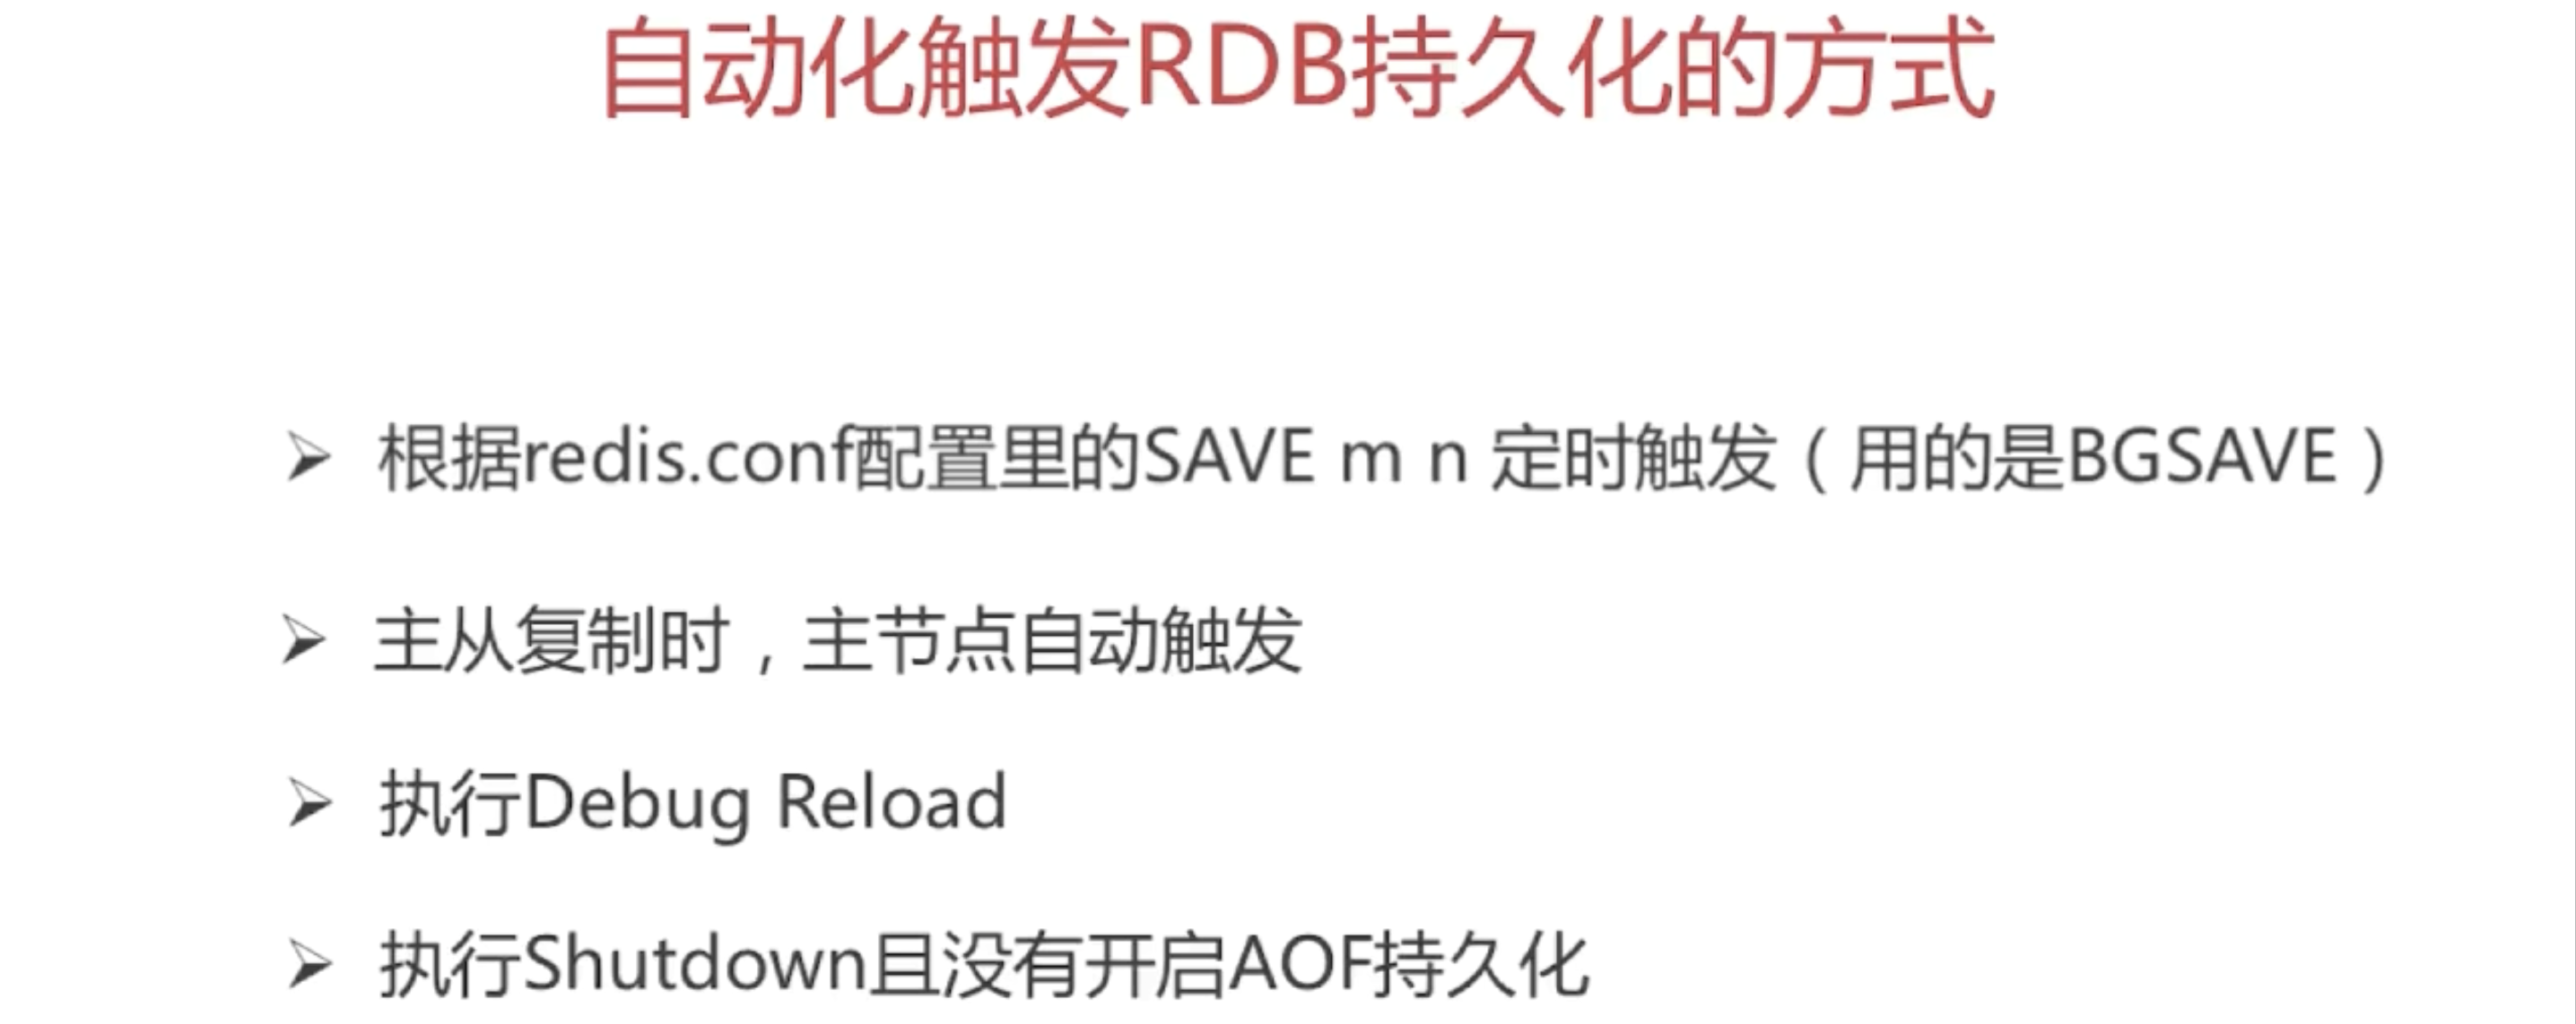 自动化触发RDB持久化的方式
➢ 根据redis.conf配置里的SAVE m n 定时触发（用的是BGSAVE）
➢ 主从复制时，主节点自动触发
➢ 执行Debug Reload
➢ 执行Shutdown且没有开启AOF持久化